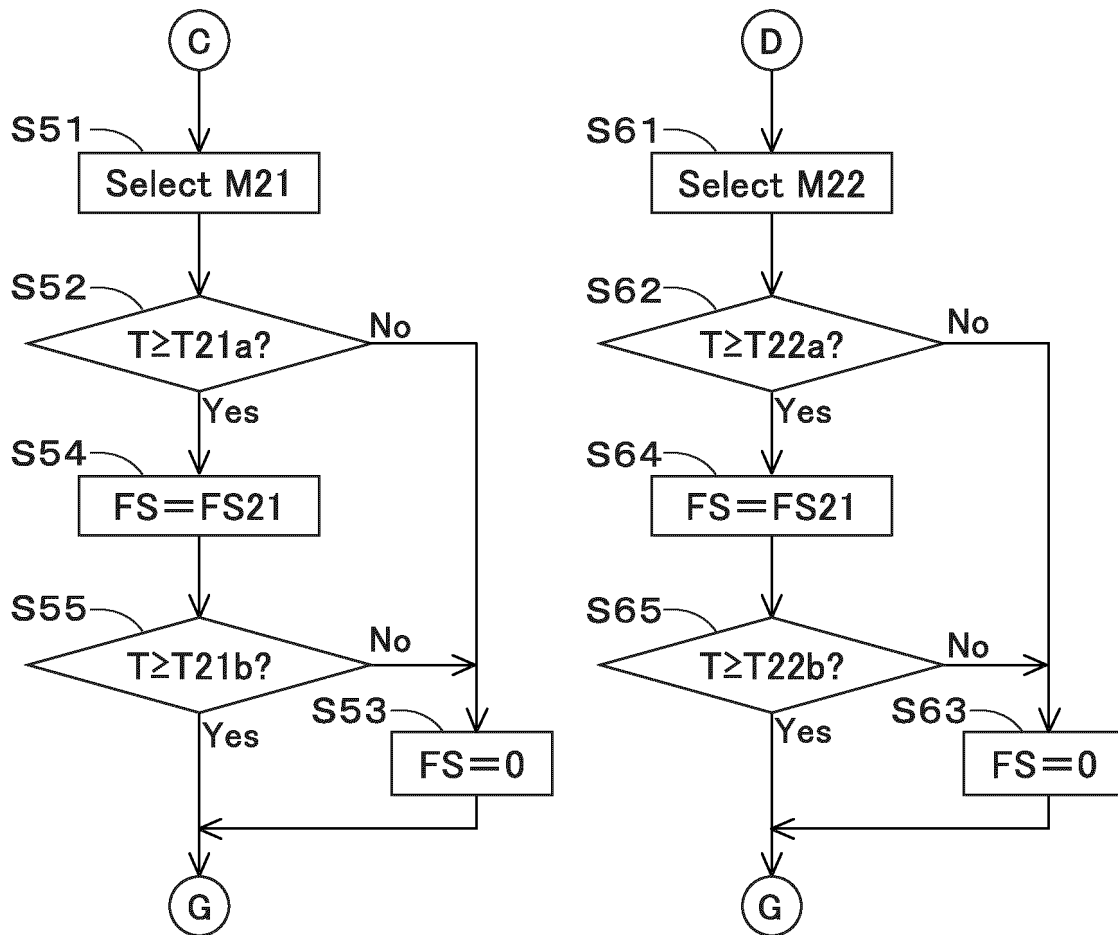 C
S51
Select M21
S52
T≥T21a?
No
Yes
S54
FS=FS21
S55
T≥T21b?
No
Yes
S53
FS=0
G
D
S61
Select M22
S62
T≥T22a?
No
Yes
S64
FS=FS21
S65
T≥T22b?
No
Yes
S63
FS=0
G